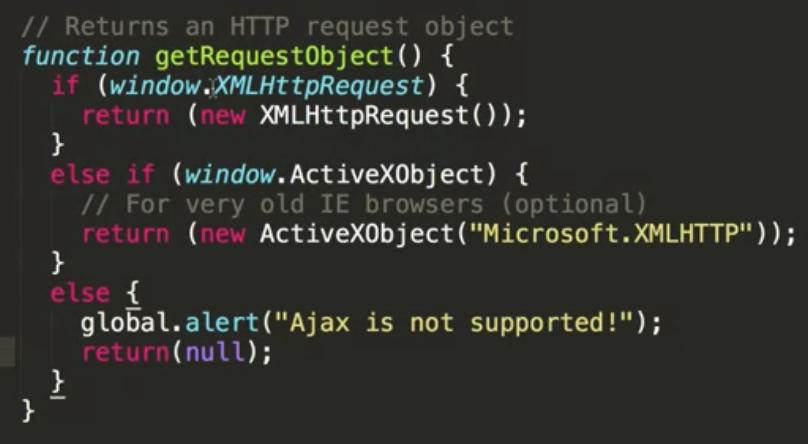 // Returns an HTTP request object
function getRequestObject() {
  if (window.XMLHttpRequest) {
    return (new XMLHttpRequest());
  }
  else if (window.ActiveXObject) {
    // For very old IE browsers (optional)
    return (new ActiveXObject("Microsoft.XMLHTTP"));
  }
  else {
    global.alert("Ajax is not supported!");
    return(null);
  }
}